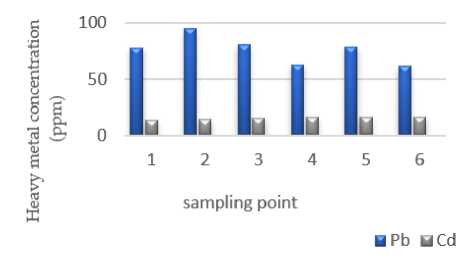 Heavy metal concentration
(ppm)
100
50
0
1 2 3 4 5 6
sampling point
Pb Cd